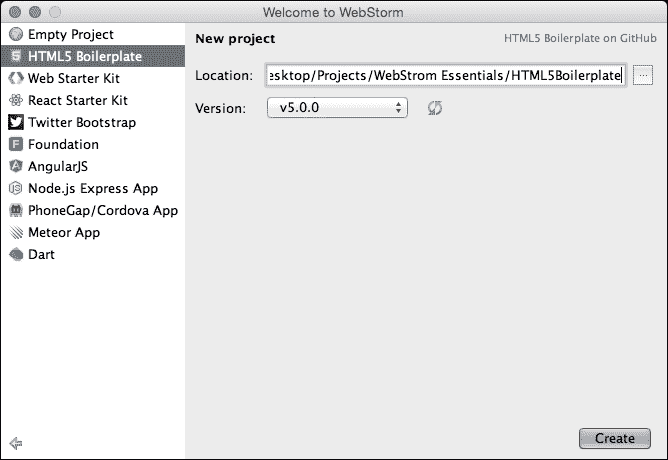 Welcome to WebStorm
Empty Project
HTML5 Boilerplate
Web Starter Kit
React Starter Kit
Twitter Bootstrap
Foundation
AngularJS
Node.js Express App
PhoneGap/Cordova App
Meteor App
Dart
New project
HTML5 Boilerplate on GitHub
Location: esktop/Projects/WebStrom Essentials/HTML5Boilerplate ...
Version: v5.0.0
Create